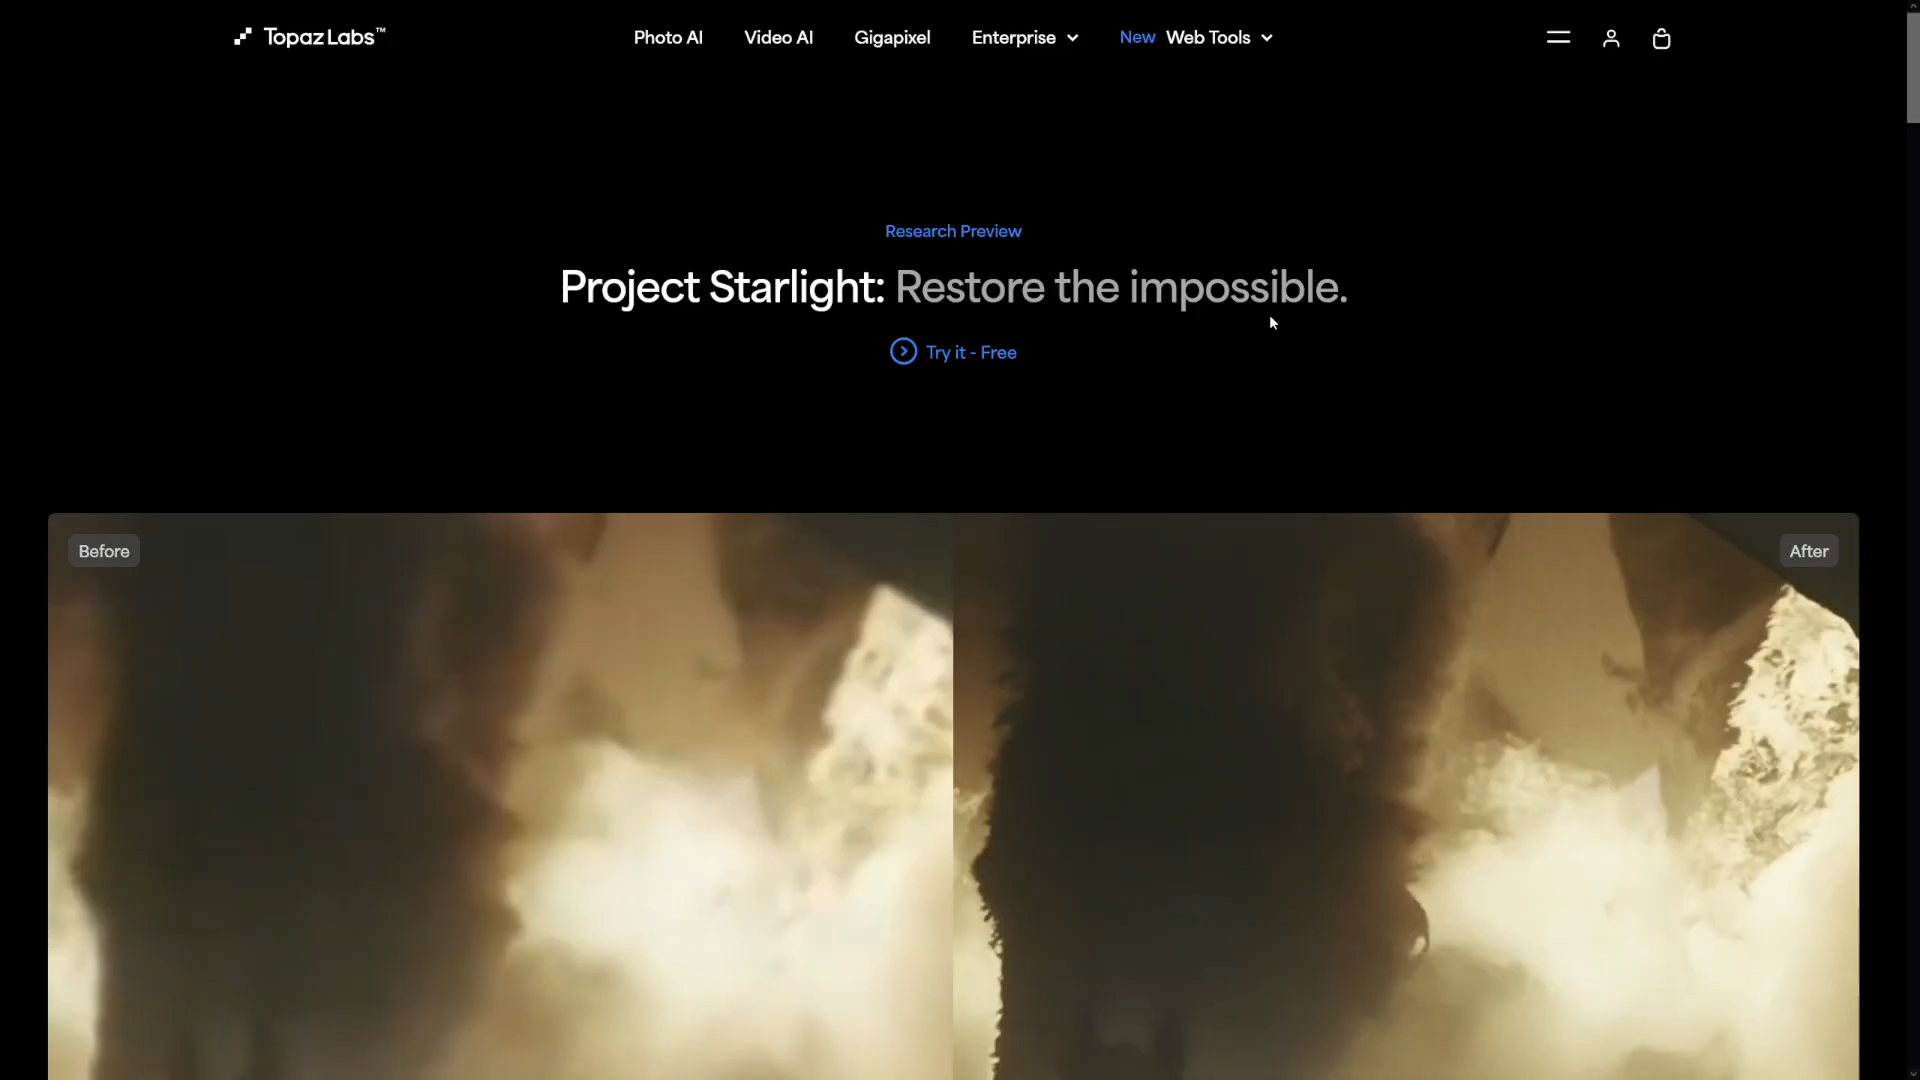 Topaz Labs™
Photo AI
Video AI
Gigapixel
Enterprise
New Web Tools
Research Preview
Project Starlight: Restore the impossible.
Try it - Free
Before
After